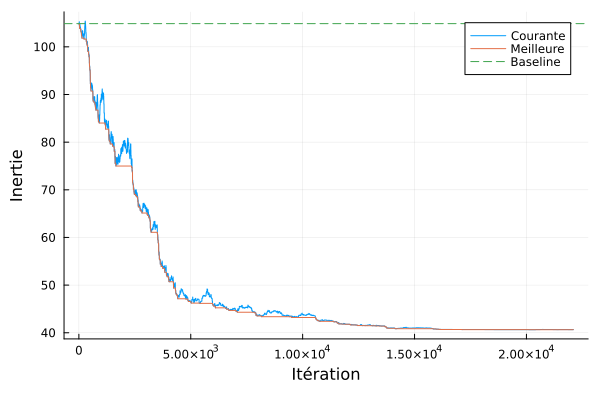 Courante
Meilleure
Baseline
100
90
80
70
60
50
40
Inertie
0
5.00×10³
1.00×10⁴
1.50×10⁴
2.00×10⁴
Itération